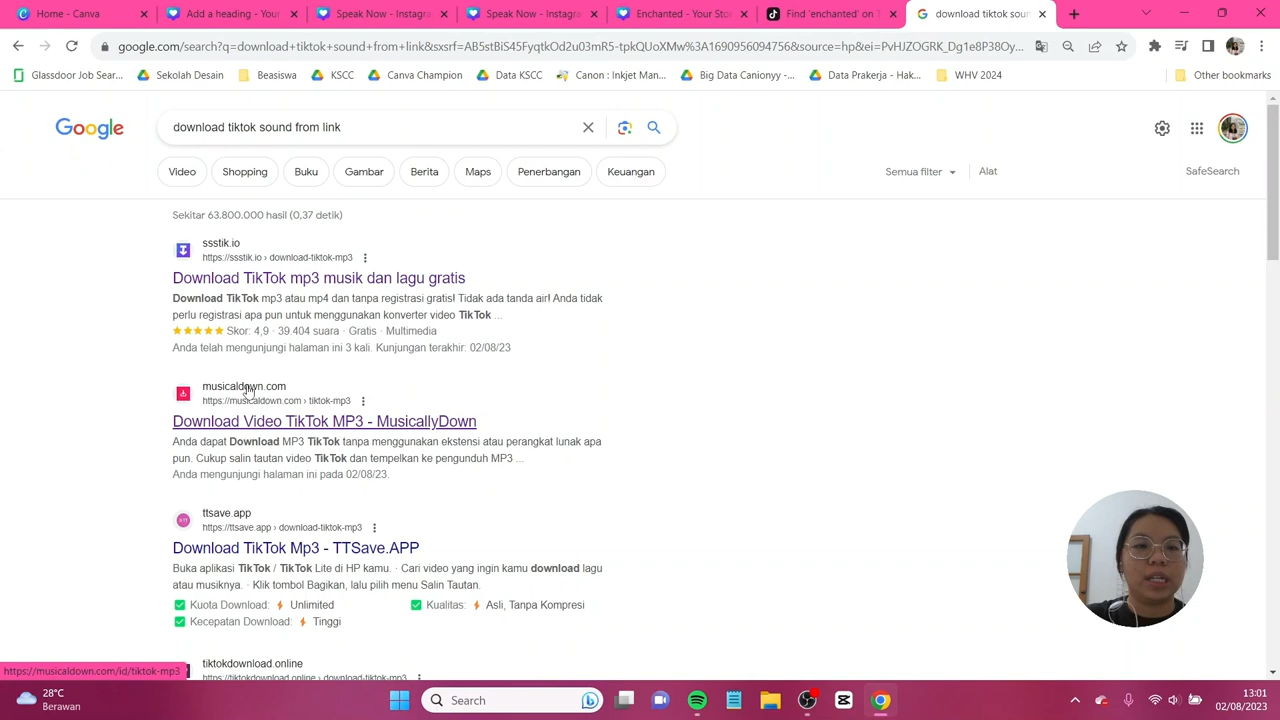 Home - Canva
Add a heading - Your
Speak Now - Instagra
Speak Now - Instagra
Enchanted - Your Sto
Find 'enchanted' on T
download tiktok soun
google.com/search?q=download+tiktok+sound+from+link&sxsrf=
Glassdoor Job Sear...
Sekolah Desain
Beasiswa
KSCC
Canva Champion
Data KSCC
Canon : Inkjet Man...
Big Data Canionyy -...
Data Prakerja - Hak...
WHV 2024
Other bookmarks
Google
download tiktok sound from link
Video
Shopping
Buku
Gambar
Berita
Maps
Penerbangan
Keuangan
Semua filter
Alat
SafeSearch
Sekitar 63.800.000 hasil (0,37 detik)
ssstik.io
https://ssstik.io › download-tiktok-mp3
Download TikTok mp3 musik dan lagu gratis
Download TikTok mp3 atau mp4 dan tanpa registrasi gratis! Tidak ada tanda air! Anda tidak
perlu registrasi apa pun untuk menggunakan konverter video TikTok ...
Skor: 4,9 · 39.404 suara · Gratis · Multimedia
Anda telah mengunjungi halaman ini 3 kali. Kunjungan terakhir: 02/08/23
musicaldown.com
https://musicaldown.com › tiktok-mp3
Download Video TikTok MP3 - MusicallyDown
Anda dapat Download MP3 TikTok tanpa menggunakan ekstensi atau perangkat lunak apa
pun. Cukup salin tautan video TikTok dan tempelkan ke pengunduh MP3 ...
Anda mengunjungi halaman ini pada 02/08/23.
ttsave.app
https://ttsave.app › download-tiktok-mp3
Download TikTok Mp3 - TTSave.APP
Buka aplikasi TikTok / TikTok Lite di HP kamu. · Cari video yang ingin kamu download lagu
atau musiknya. · Klik tombol Bagikan, lalu pilih menu Salin Tautan.
Kuota Download: Unlimited
Kualitas: Asli, Tanpa Kompresi
Kecepatan Download: Tinggi
tiktokdownload.online
https://tiktokdownload.online › download-tiktok-mp3
https://musicaldown.com/id/tiktok-mp3
28°C
Berawan
Search
13:01
02/08/2023